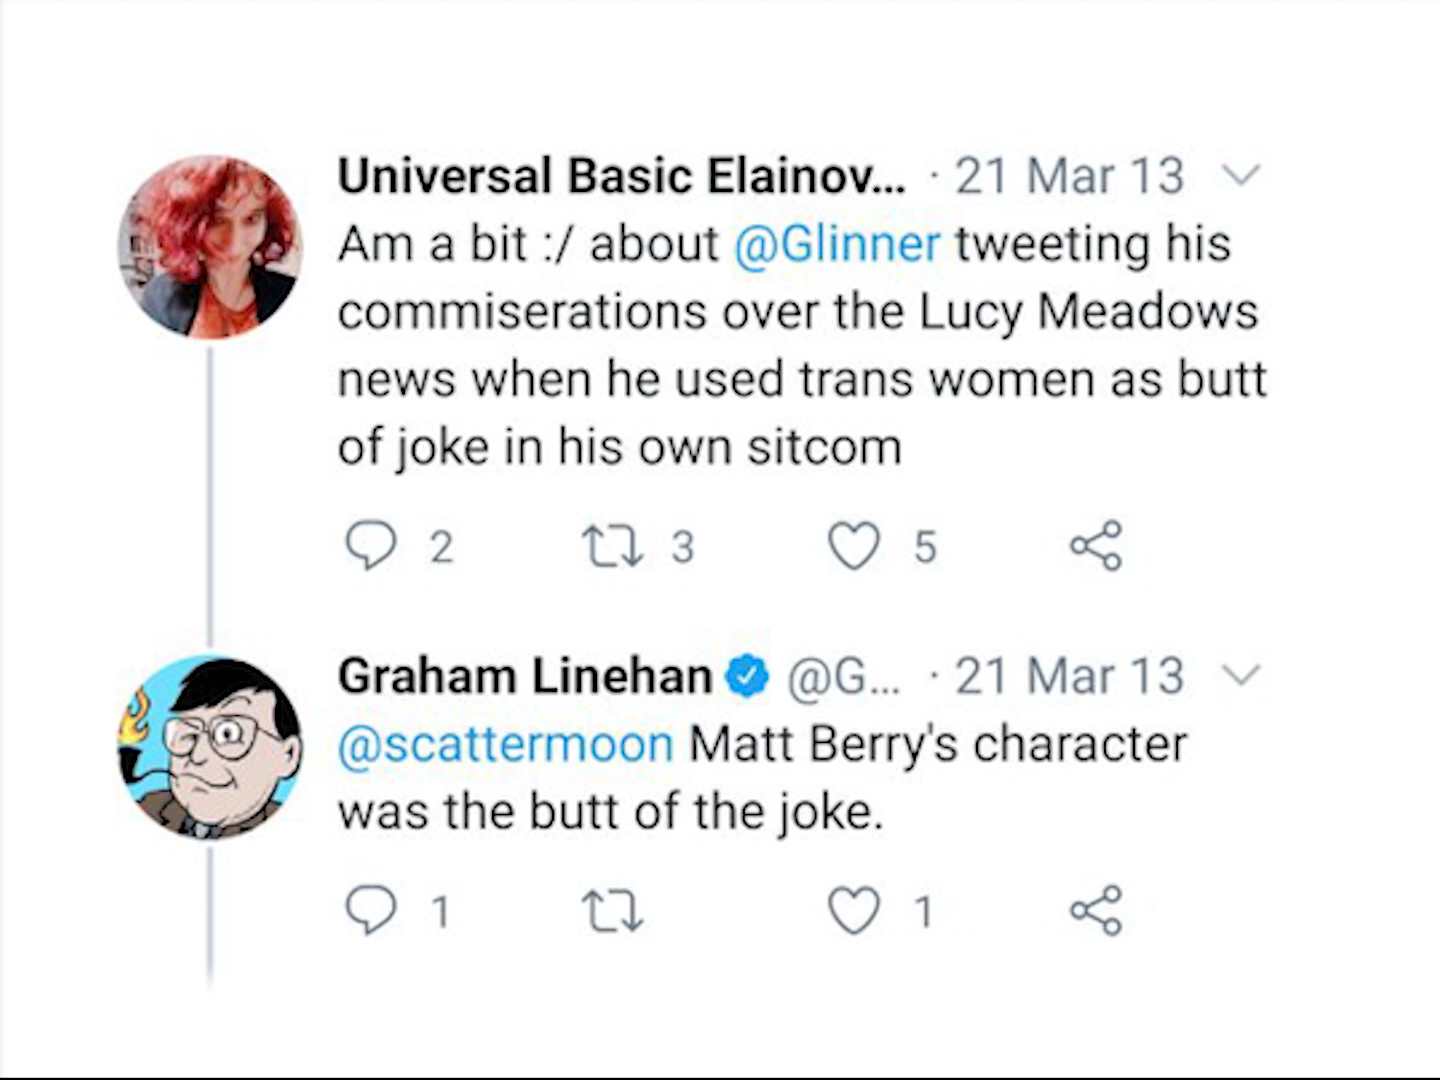 Universal Basic Elainov... · 21 Mar 13
Am a bit :/ about @Glinner tweeting his
commiserations over the Lucy Meadows
news when he used trans women as butt
of joke in his own sitcom
2 3 5
Graham Linehan @G... · 21 Mar 13
@scattermoon Matt Berry's character
was the butt of the joke.
1 1